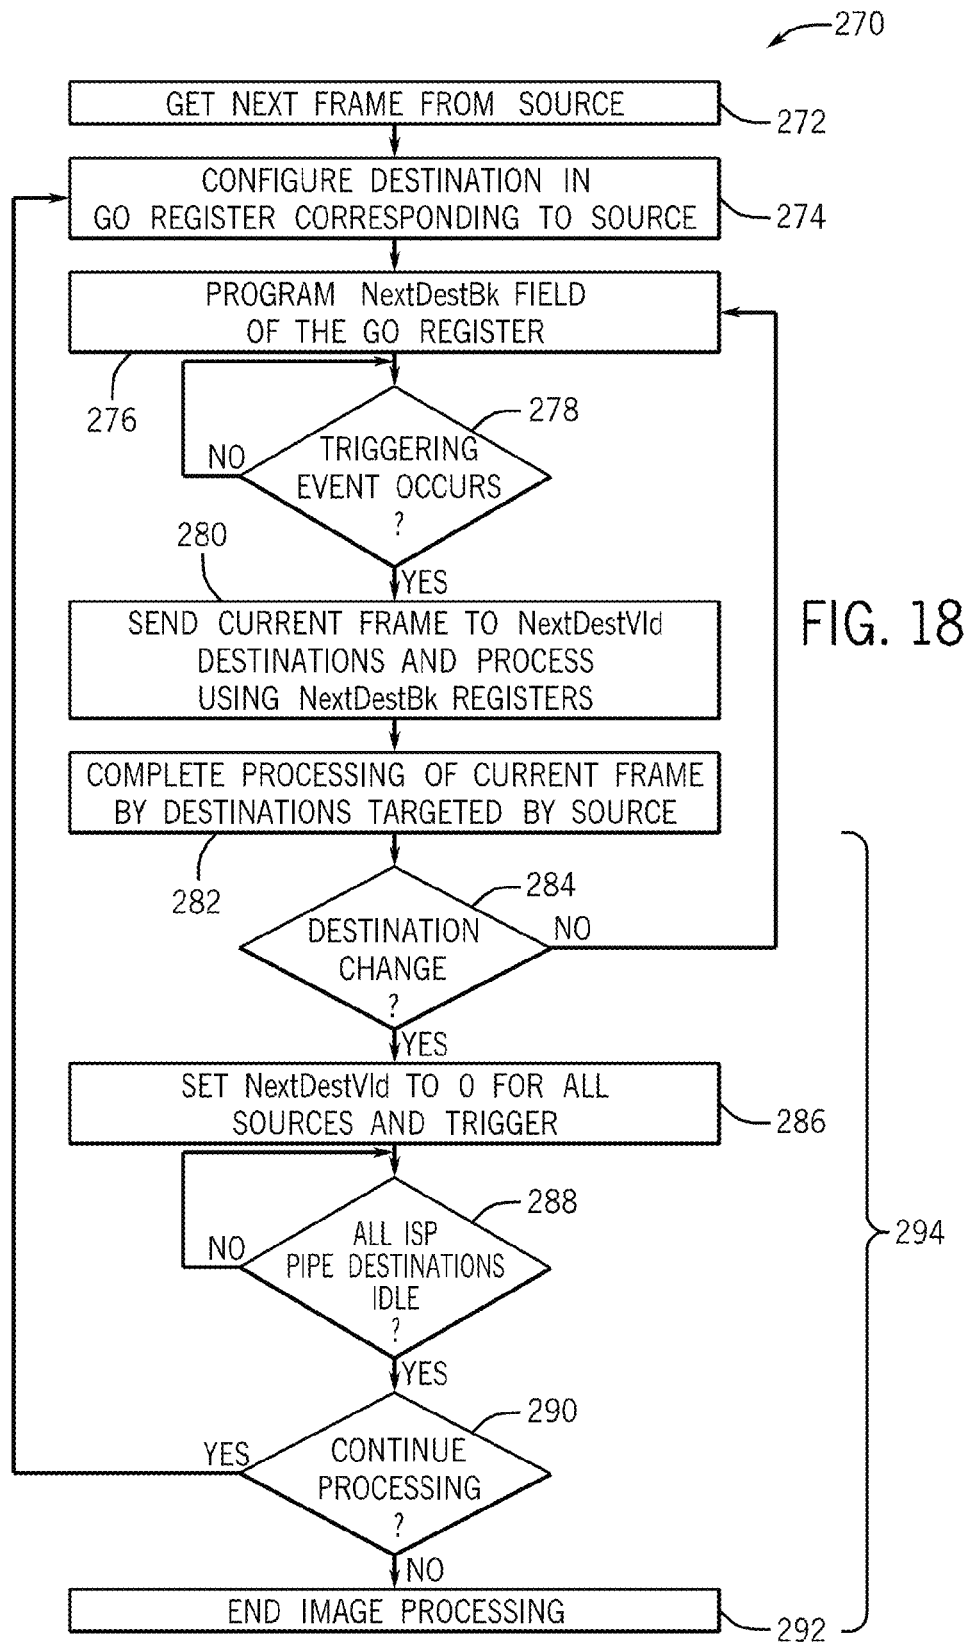 270
GET NEXT FRAME FROM SOURCE
272
CONFIGURE DESTINATION IN
GO REGISTER CORRESPONDING TO SOURCE
274
PROGRAM NextDestBk FIELD
OF THE GO REGISTER
276
278
TRIGGERING
EVENT OCCURS
?
NO
YES
280
SEND CURRENT FRAME TO NextDestVld
DESTINATIONS AND PROCESS
USING NextDestBk REGISTERS
FIG. 18
COMPLETE PROCESSING OF CURRENT FRAME
BY DESTINATIONS TARGETED BY SOURCE
282
284
DESTINATION
CHANGE
?
NO
YES
SET NextDestVld TO 0 FOR ALL
SOURCES AND TRIGGER
286
288
ALL ISP
PIPE DESTINATIONS
IDLE
?
NO
294
YES
290
CONTINUE
PROCESSING
?
YES
NO
END IMAGE PROCESSING
292